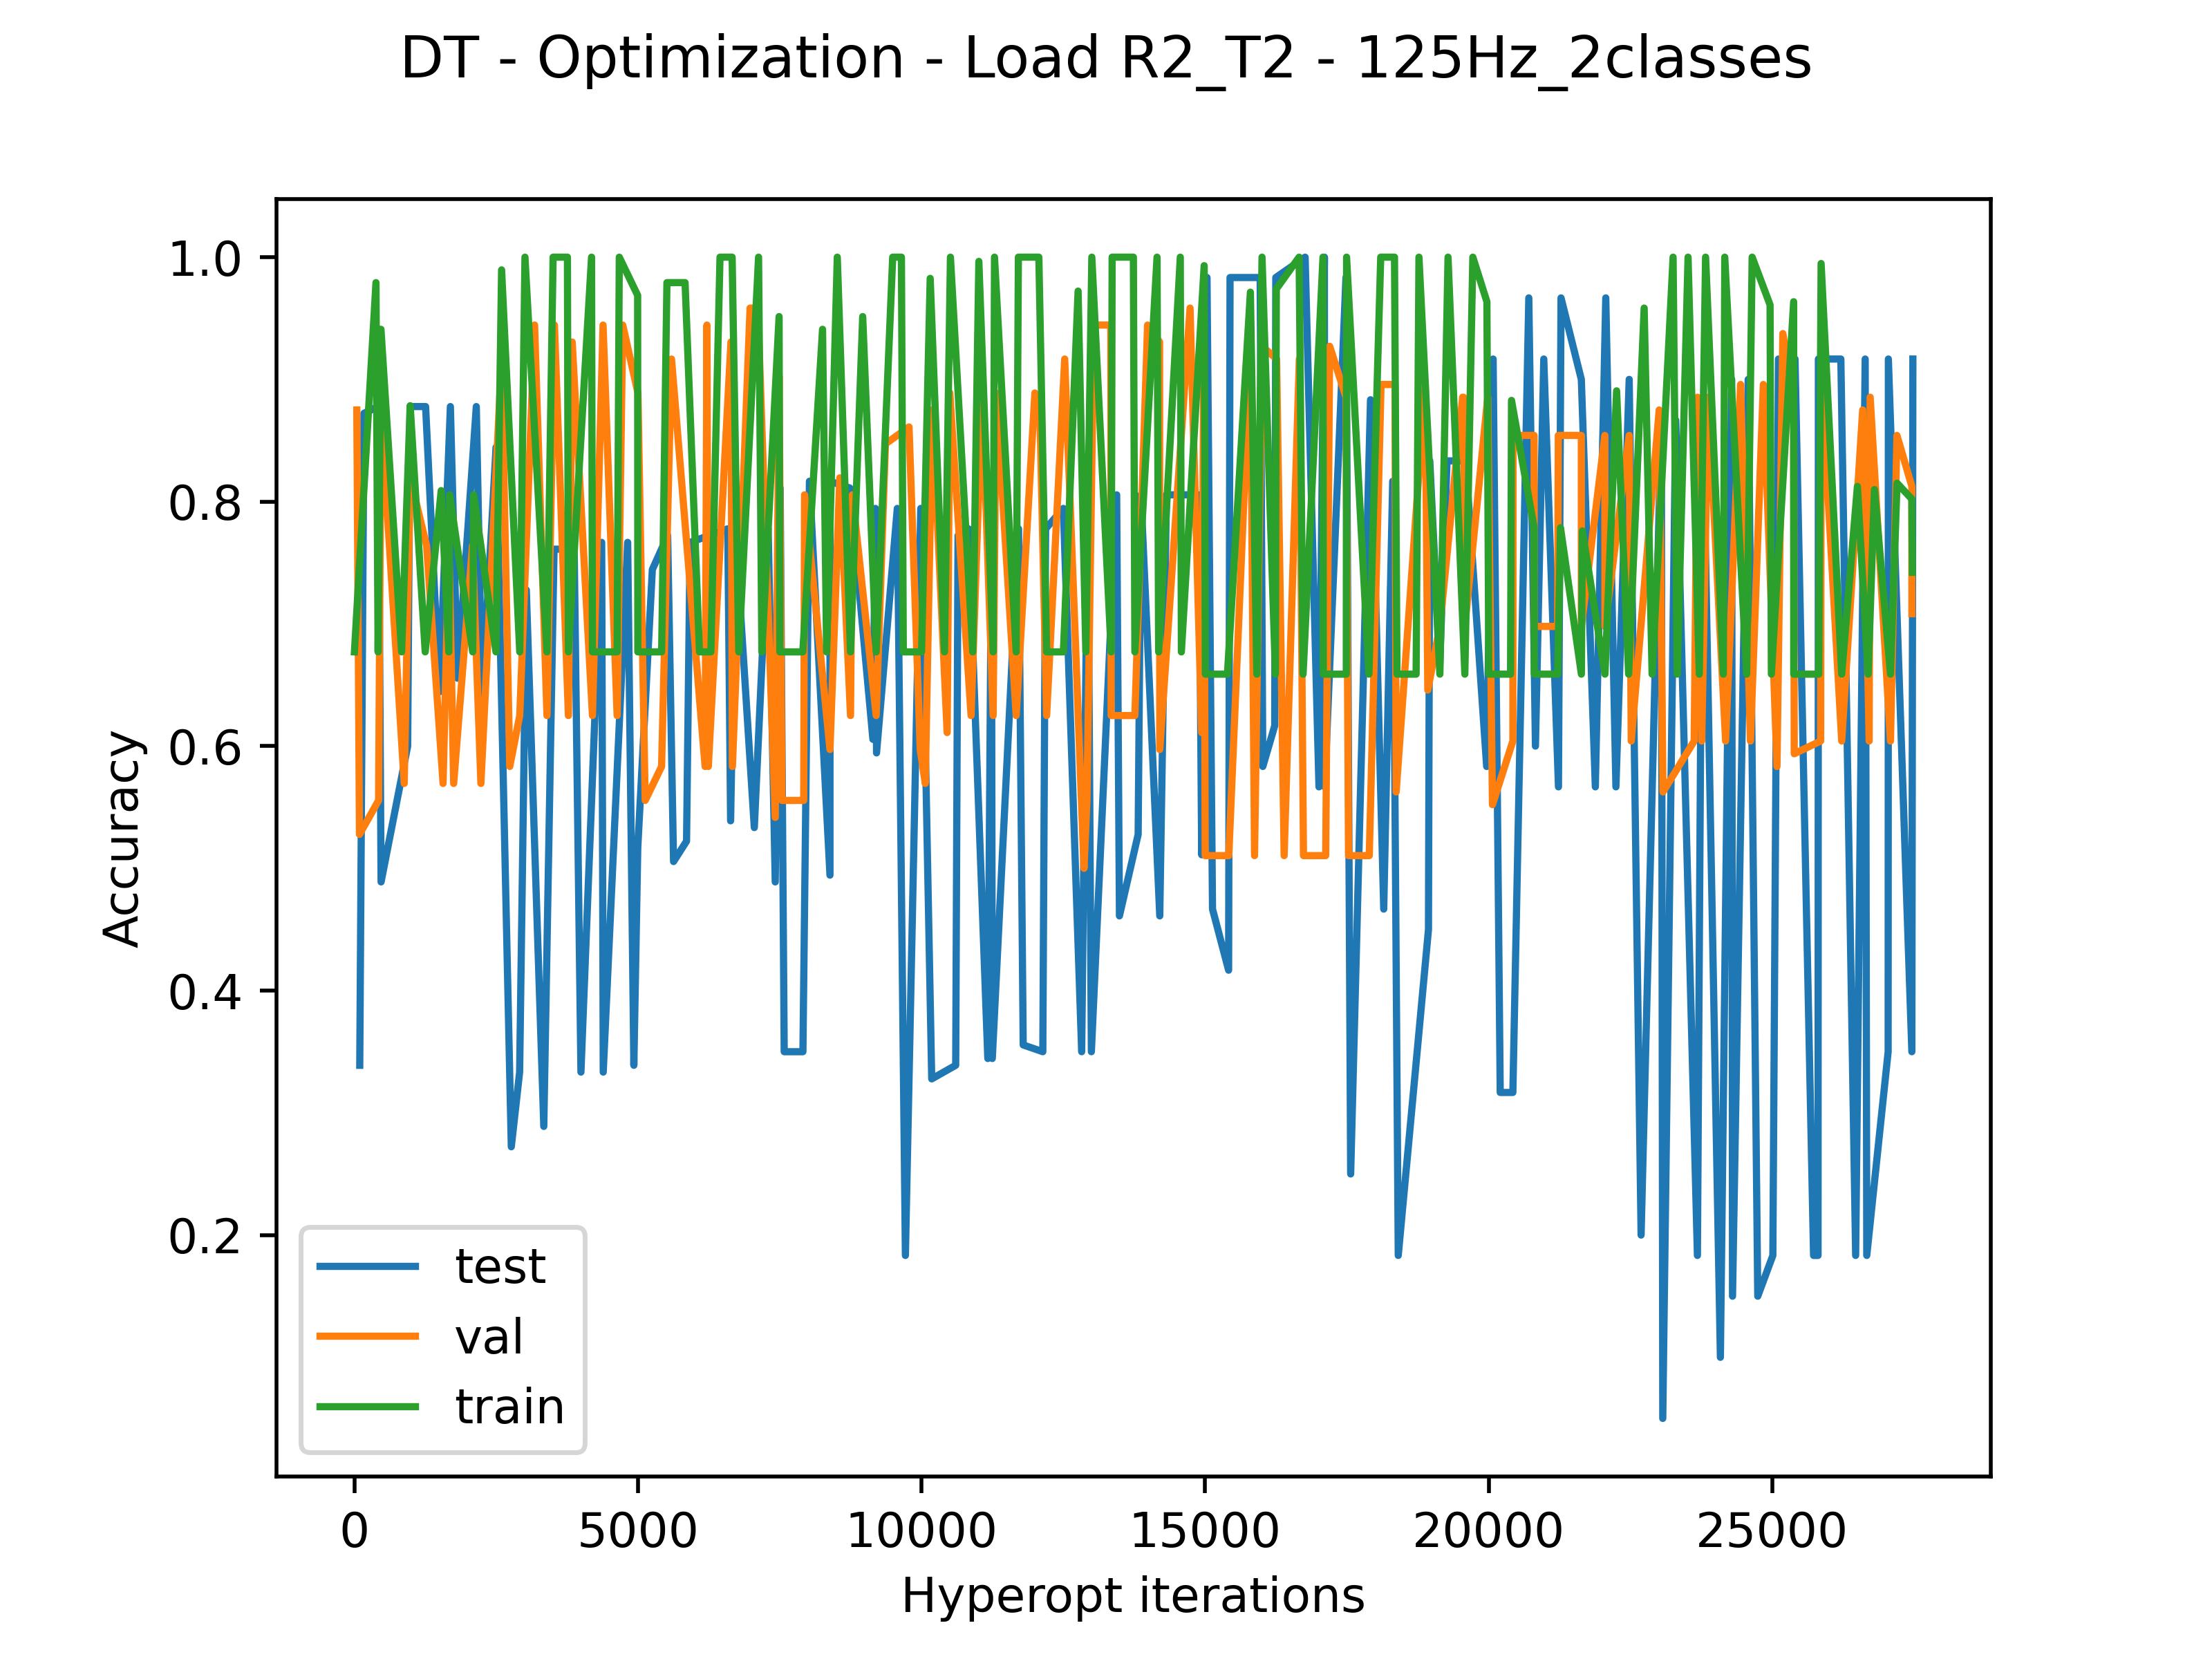 DT - Optimization - Load R2_T2 - 125Hz_2classes
1.0
0.8
0.6
0.4
0.2
Accuracy
test
val
train
0 5000 10000 15000 20000 25000
Hyperopt iterations